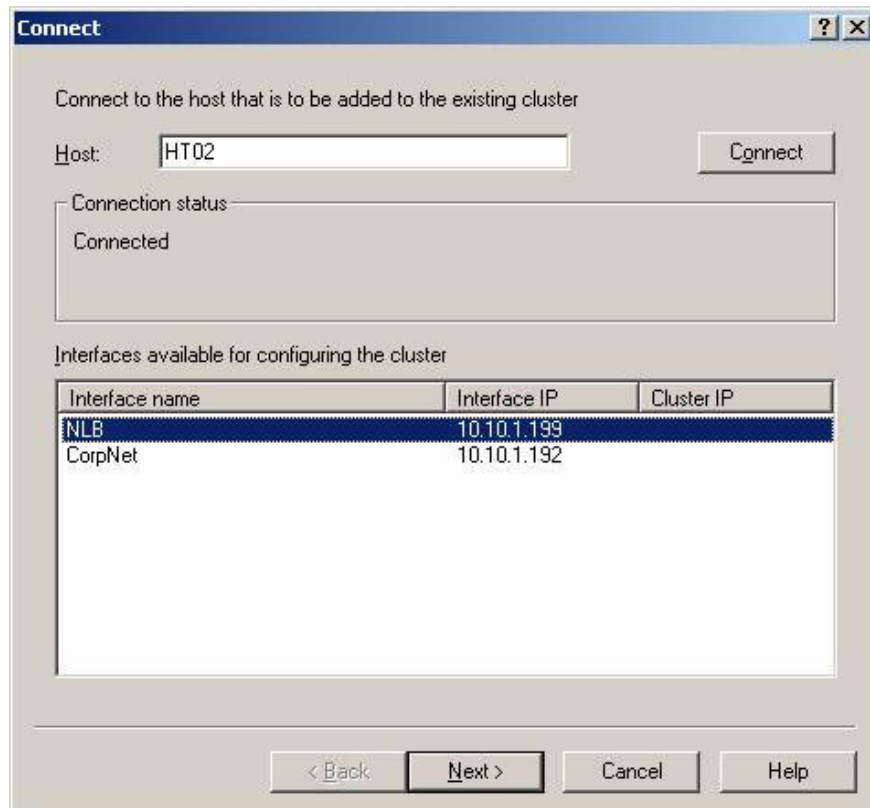 Connect
Connect to the host that is to be added to the existing cluster
Host: HT02 Connect
Connection status
Connected
Interfaces available for configuring the cluster
Interface name Interface IP Cluster IP
NLB 10.10.1.199
CorpNet 10.10.1.192
< Back Next > Cancel Help